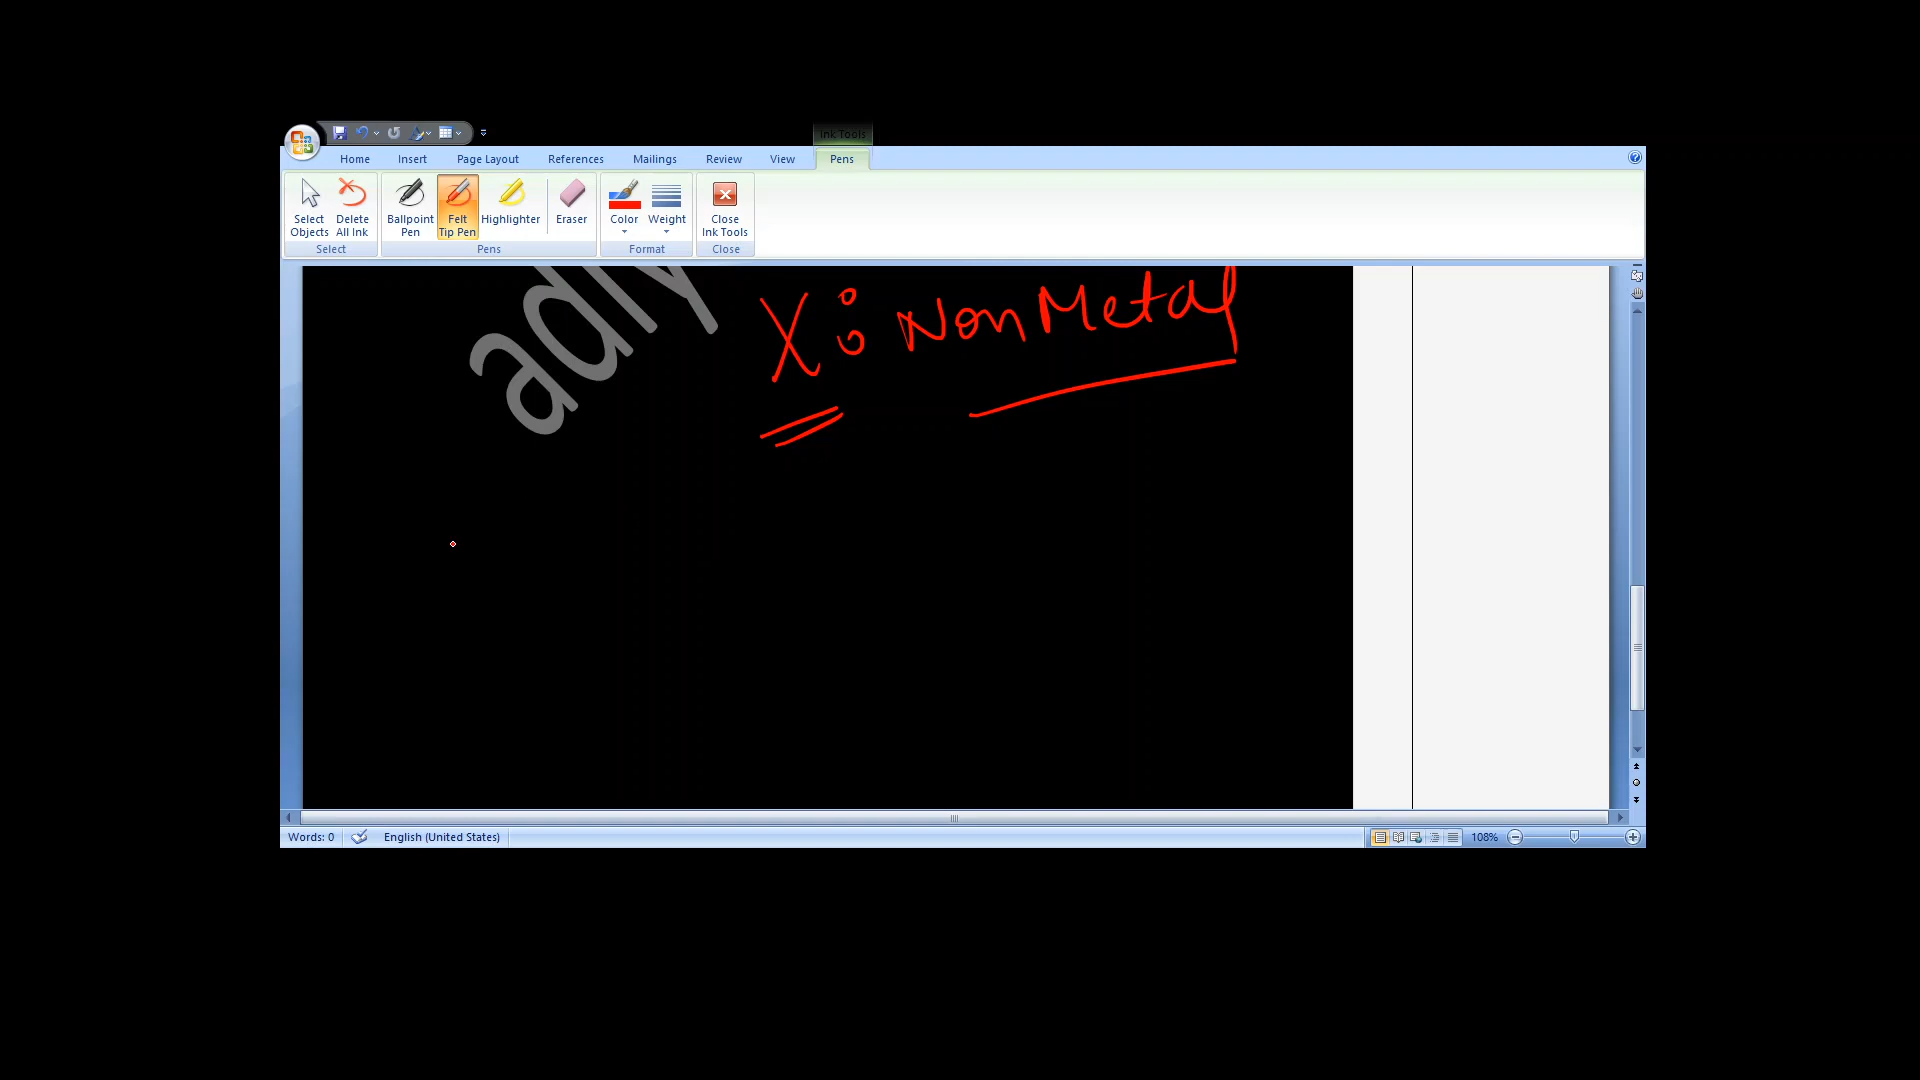 Ink Tools
Home Insert Page Layout References Mailings Review View Pens
Select Objects
Delete All Ink
Select
Ballpoint Pen
Felt Tip Pen
Highlighter
Eraser
Pens
Color
Weight
Format
Close Ink Tools
Close
adly
X: Non Metal
Words: 0
English (United States)
108%